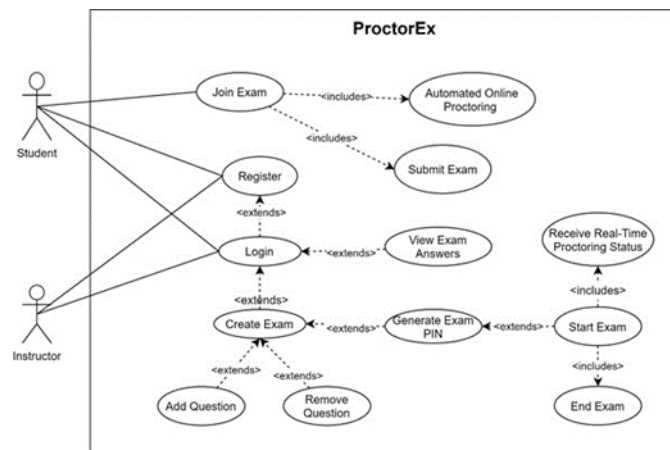 ProctorEx
Join Exam
<includes>
Automated Online
Proctoring
Student
<includes>
Submit Exam
Register
<extends>
Receive Real-Time
Proctoring Status
Login
<extends>
View Exam
Answers
<includes>
<extends>
Instructor
Create Exam
<extends>
Generate Exam
PIN
<extends>
Start Exam
<extends>
<extends>
<includes>
Add Question
Remove
Question
End Exam